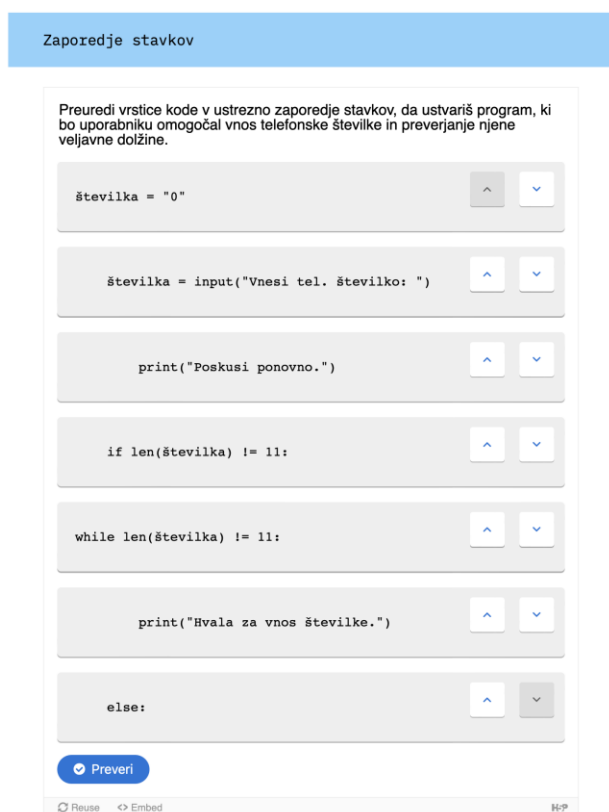 Zaporedje stavkov
Preuredi vrstice kode v ustrezno zaporedje stavkov, da ustvariš program, ki
bo uporabniku omogočal vnos telefonske številke in preverjanje njene
veljavne dolžine.
številka = "0"
številka = input("Vnesi tel. številko: ")
print("Poskusi ponovno.")
if len(številka) != 11:
while len(številka) != 11:
print("Hvala za vnos številke.")
else:
Preveri
Reuse <> Embed
H5P